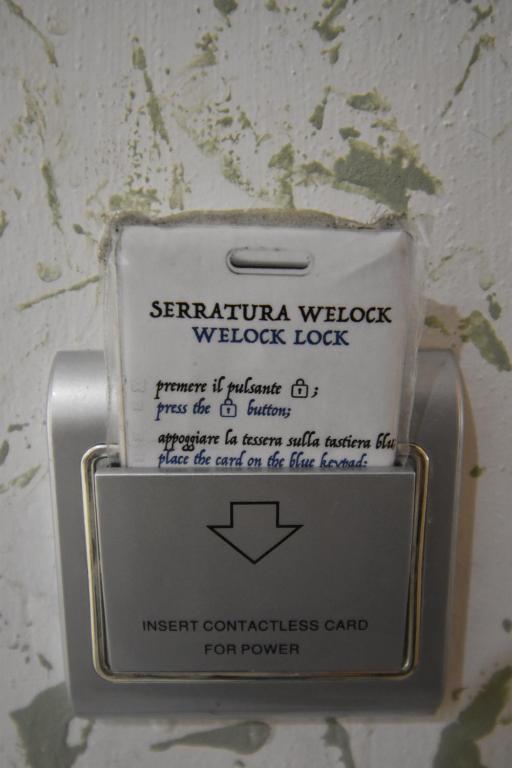 SERRATURA WELOCK
WELOCK LOCK
premere il pulsante 🔒;
press the 🔒 button;
appoggiare la tessera sulla tastiera blu
place the card on the blue keypad;
INSERT CONTACTLESS CARD
FOR POWER